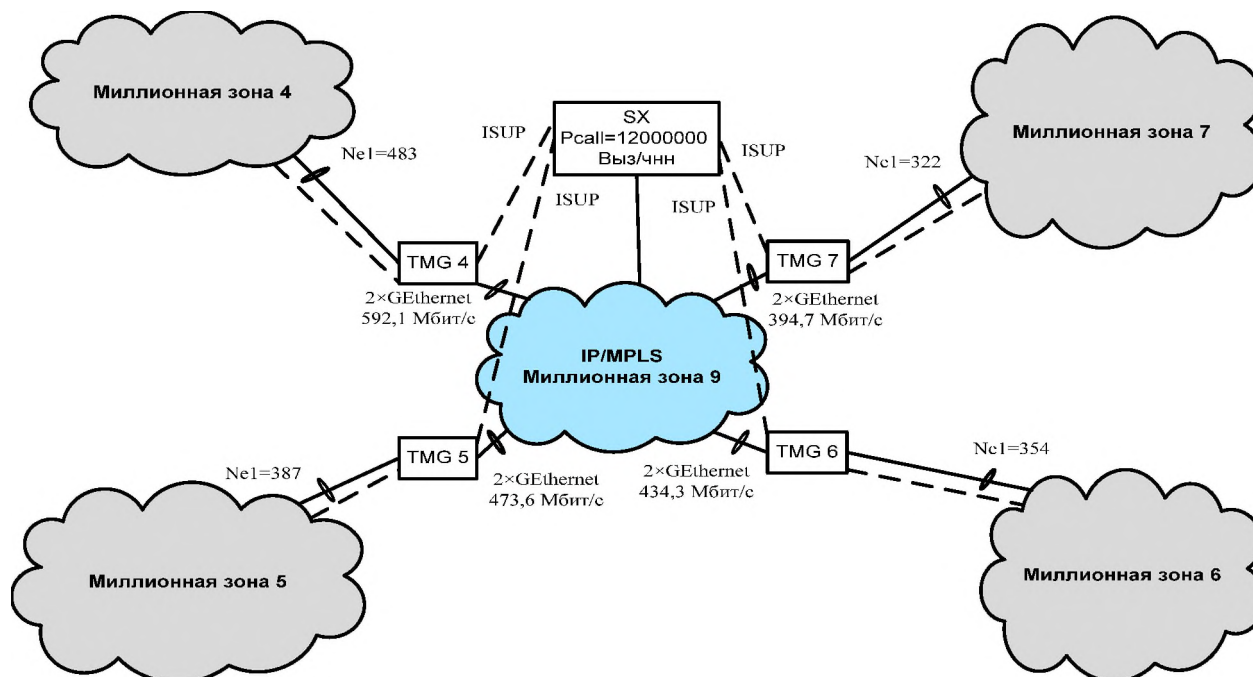 Миллионная зона 4
Ne1=483
ISUP
SX
Pcall=12000000
Выз/чнн
ISUP
ISUP
ISUP
Nc1=322
Миллионная зона 7
TMG 4
TMG 7
2×GEthernet
592,1 Мбит/с
2×GEthernet
394,7 Мбит/с
IP/MPLS
Миллионная зона 9
TMG 5
TMG 6
Ne1=387
2×GEthernet
473,6 Мбит/с
2×GEthernet
434,3 Мбит/с
Nc1=354
Миллионная зона 5
Миллионная зона 6